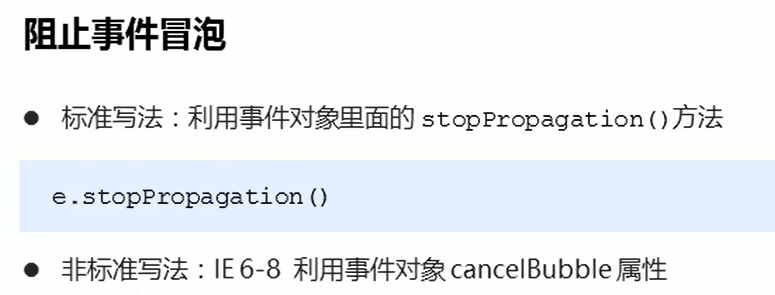 阻止事件冒泡
● 标准写法：利用事件对象里面的 stopPropagation()方法
e.stopPropagation()
● 非标准写法：IE 6-8 利用事件对象 cancelBubble 属性